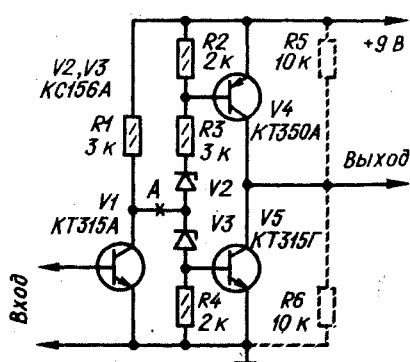 R2
2 к
R5
10 к
+9 В
V2, V3
КС156А
R1
3 к
V4
КТ350А
R3
3 к
Выход
А
V2
V1
КТ315А
V3
V5
КТ315Г
R4
2 к
R6
10 к
Вход